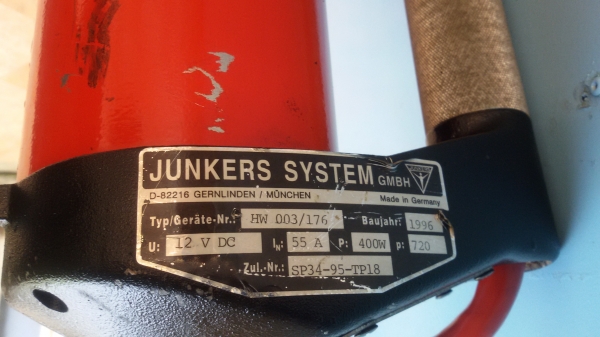 JUNKERS SYSTEM GMBH
D-82216 GERNLINDEN / MÜNCHEN Made in Germany
Typ/Geräte-Nr.: HW 003/176 Baujahr: 1996
U: 12 V DC I_N: 55 A P: 400W p: 720
Zul.-Nr.: SP34-95-TP18